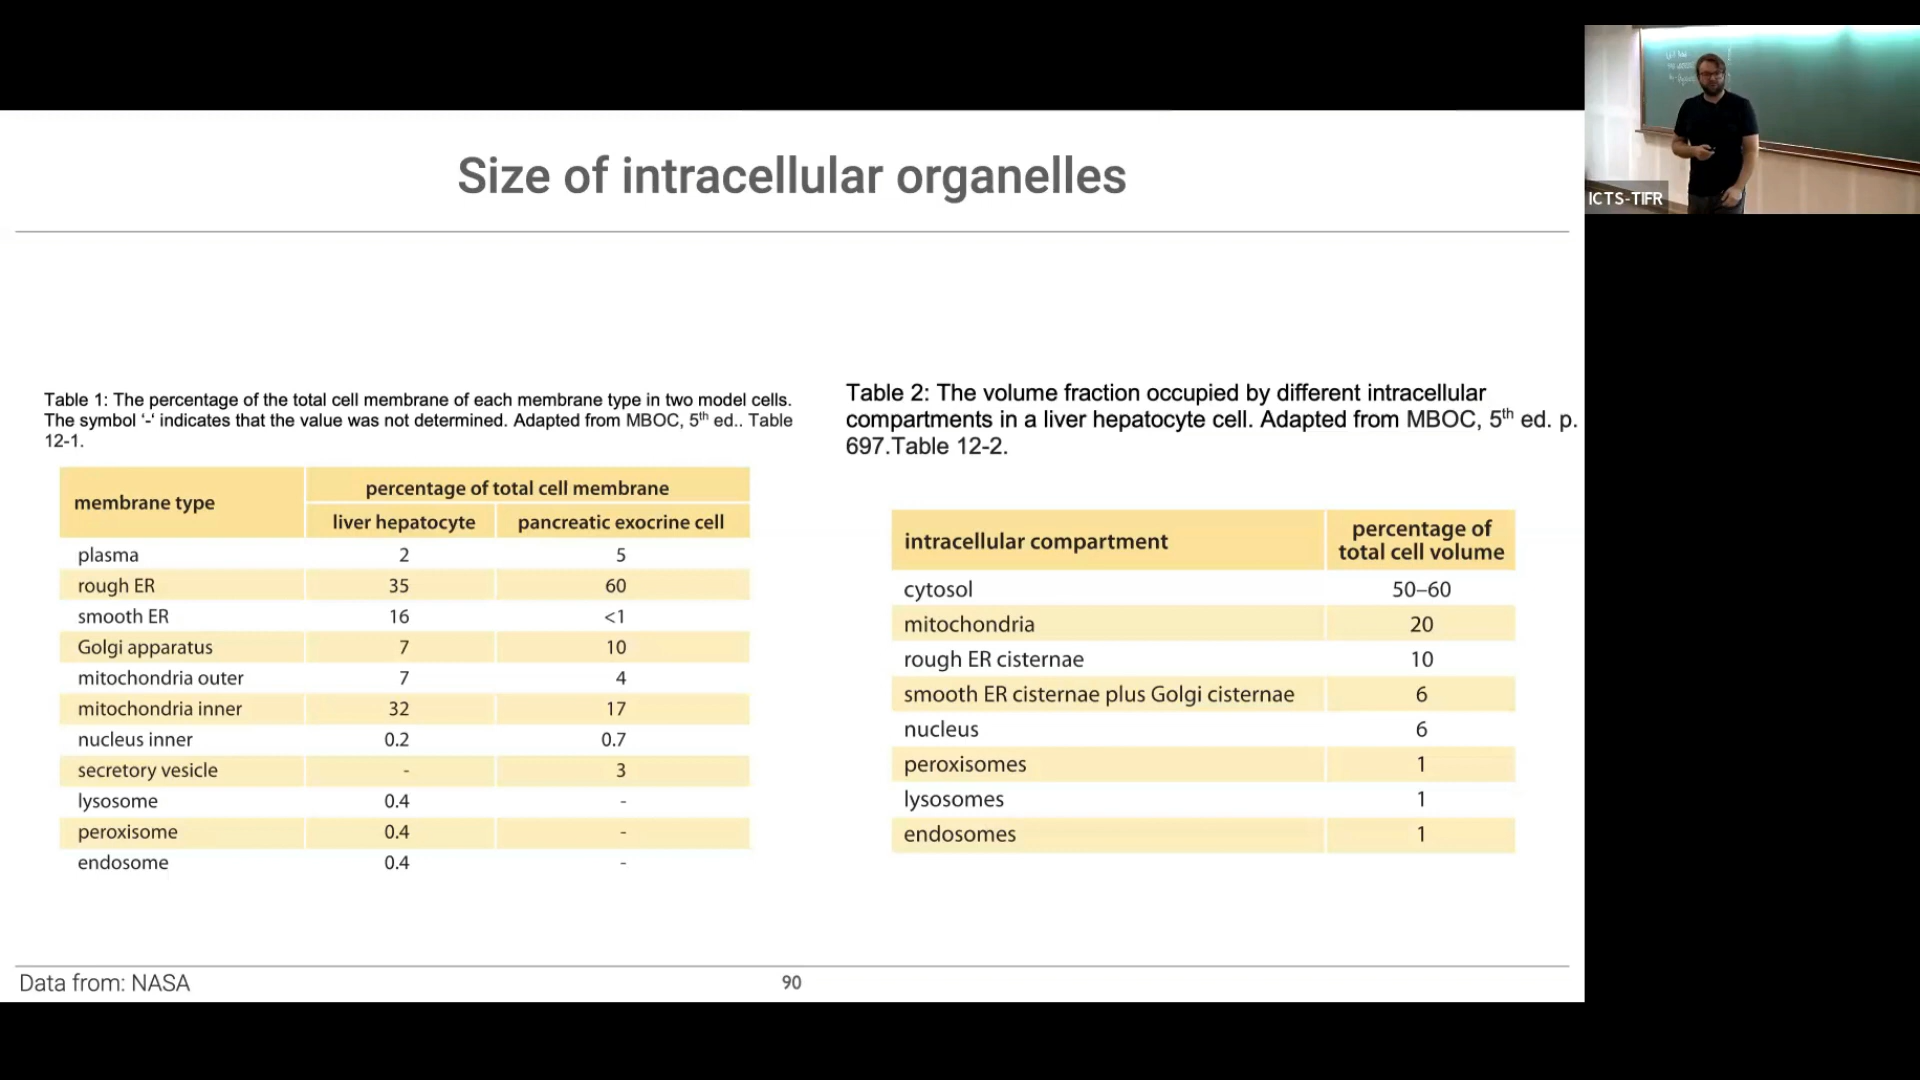 Size of intracellular organelles
ICTS-TIFR
Table 1: The percentage of the total cell membrane of each membrane type in two model cells.
The symbol ‘-‘ indicates that the value was not determined. Adapted from MBOC, 5th ed.. Table
12-1.
membrane type
percentage of total cell membrane
liver hepatocyte pancreatic exocrine cell
plasma 2 5
rough ER 35 60
smooth ER 16 <1
Golgi apparatus 7 10
mitochondria outer 7 4
mitochondria inner 32 17
nucleus inner 0.2 0.7
secretory vesicle - 3
lysosome 0.4 -
peroxisome 0.4 -
endosome 0.4 -
Table 2: The volume fraction occupied by different intracellular
compartments in a liver hepatocyte cell. Adapted from MBOC, 5th ed. p.
697.Table 12-2.
intracellular compartment
percentage of
total cell volume
cytosol 50–60
mitochondria 20
rough ER cisternae 10
smooth ER cisternae plus Golgi cisternae 6
nucleus 6
peroxisomes 1
lysosomes 1
endosomes 1
Data from: NASA
90